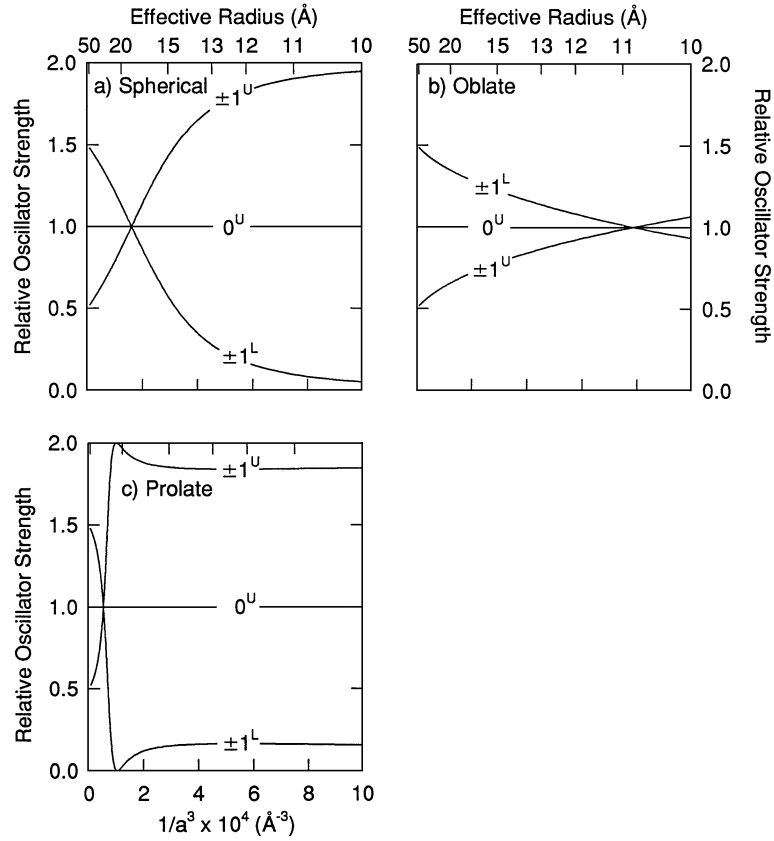 Effective Radius (Å)
50 20 15 13 12 11 10
2.0
1.5
1.0
0.5
0.0
Relative Oscillator Strength
a) Spherical
±1ᵁ
0ᵁ
±1ᴸ
Effective Radius (Å)
50 20 15 13 12 11 10
b) Oblate
±1ᴸ
0ᵁ
±1ᵁ
2.0
1.5
1.0
0.5
0.0
Relative Oscillator Strength
2.0
1.5
1.0
0.5
0.0
Relative Oscillator Strength
c) Prolate
±1ᵁ
0ᵁ
±1ᴸ
0 2 4 6 8 10
1/a³ x 10⁴ (Å⁻³)